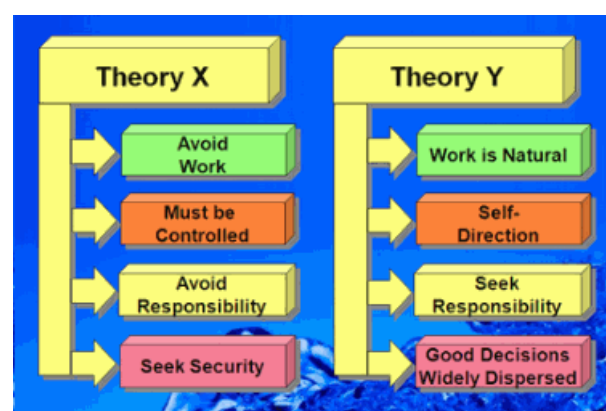 Theory X
Avoid
Work
Must be
Controlled
Avoid
Responsibility
Seek Security
Theory Y
Work is Natural
Self-
Direction
Seek
Responsibility
Good Decisions
Widely Dispersed